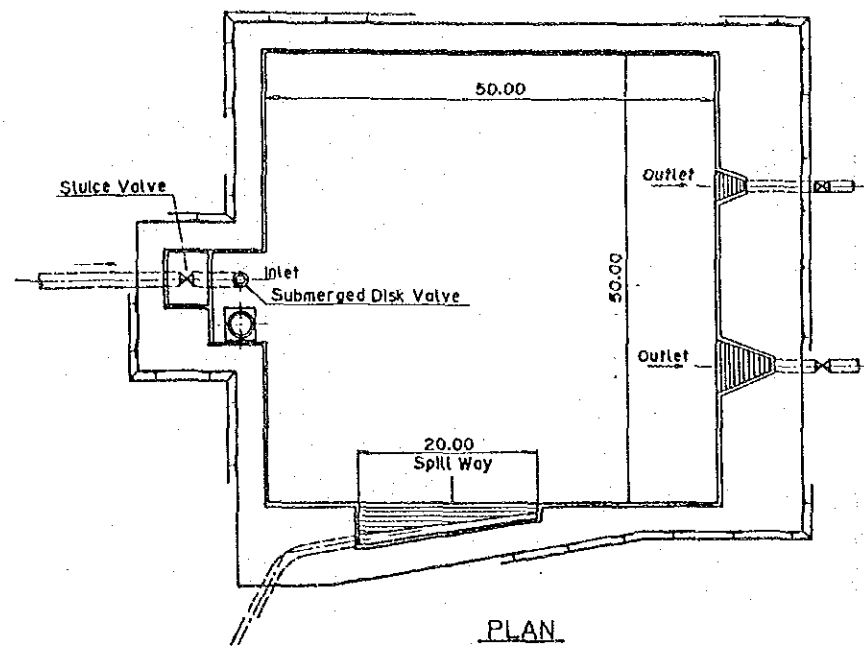 50.00
Sluice Valve
Outlet
Inlet
Submerged Disk Valve
50.00
Outlet
20.00
Spill Way
PLAN